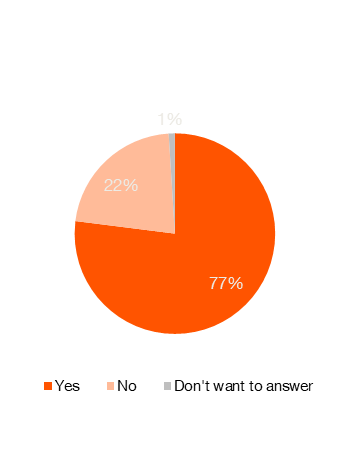 1%
22%
77%
Yes No Don't want to answer